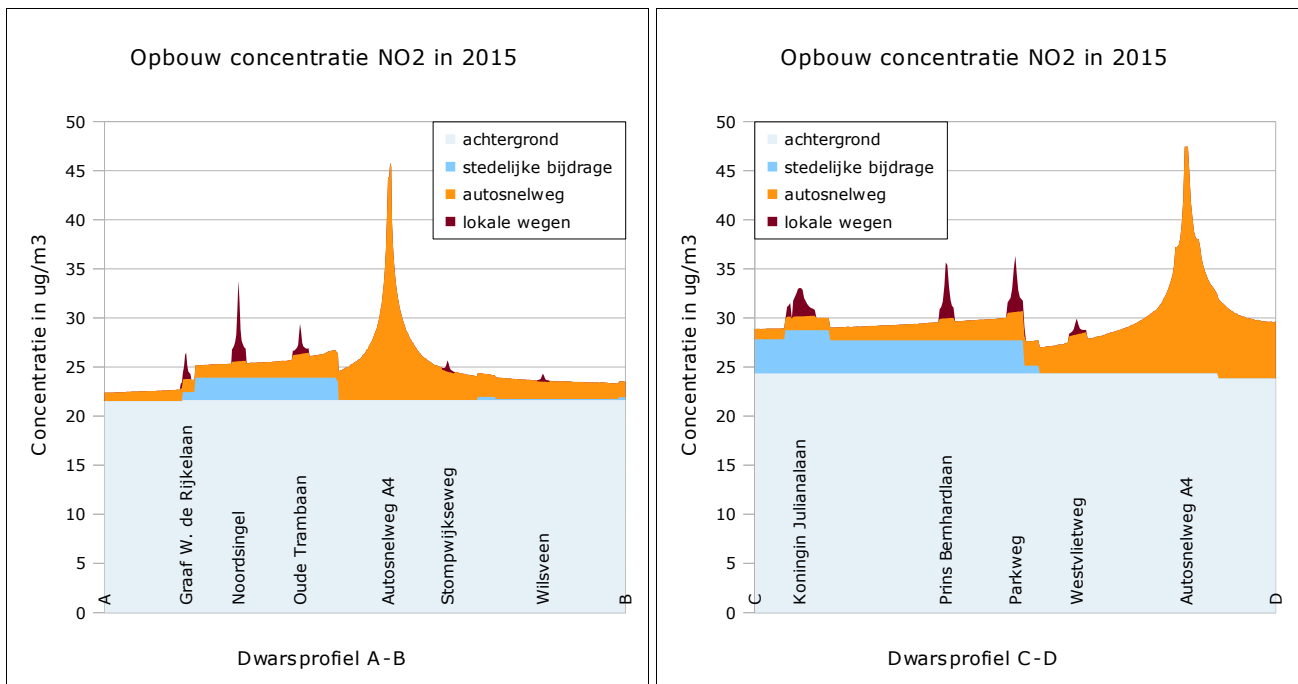 Opbouw concentratie NO2 in 2015
50
45
40
35
30
25
20
15
10
5
0
Concentratie in ug/m3
achtergrond
stedelijke bijdrage
autosnelweg
lokale wegen
A
Graaf W. de Rijkelaan
Noordsingel
Oude Trambaan
Autosnelweg A4
Stompwijkseweg
Wilsveen
B
Dwarsprofiel A-B
Opbouw concentratie NO2 in 2015
50
45
40
35
30
25
20
15
10
5
0
Concentratie in ug/m3
achtergrond
stedelijke bijdrage
autosnelweg
lokale wegen
C
Koningin Julianalaan
Prins Bernhardlaan
Parkweg
Westvlietweg
Autosnelweg A4
D
Dwarsprofiel C-D